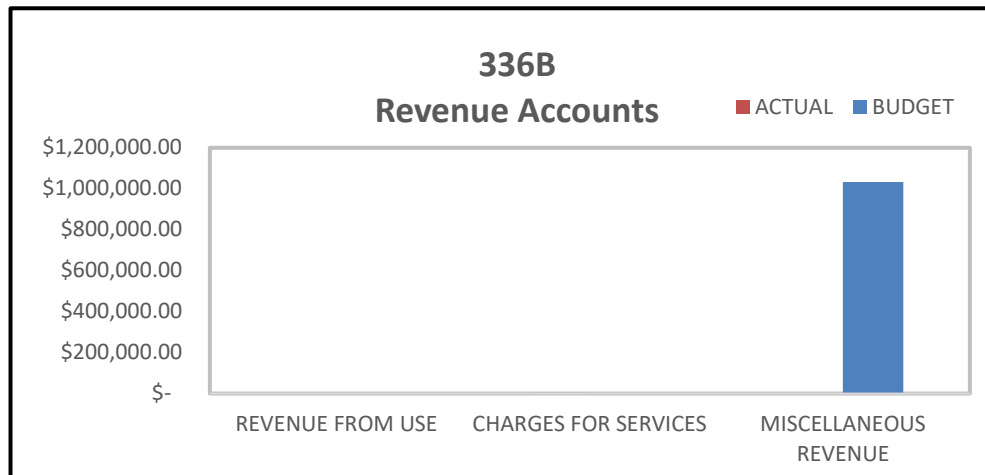 336B
Revenue Accounts
ACTUAL BUDGET
$1,200,000.00
$1,000,000.00
$800,000.00
$600,000.00
$400,000.00
$200,000.00
$-
REVENUE FROM USE CHARGES FOR SERVICES MISCELLANEOUS
REVENUE